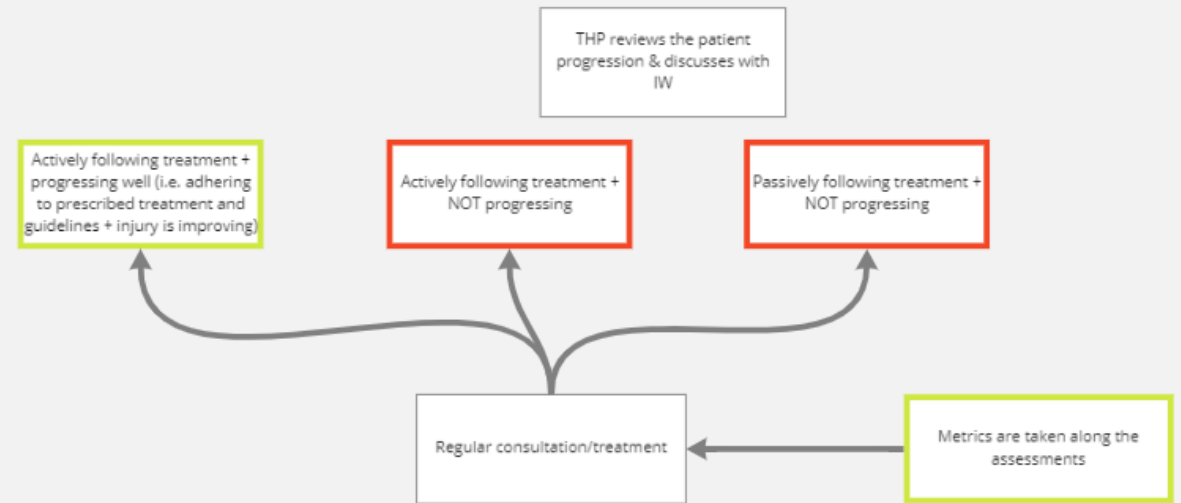 THP reviews the patient
progression & discusses with
IW
Actively following treatment +
progressing well (i.e. adhering
to prescribed treatment and
guidelines + injury is improving)
Actively following treatment +
NOT progressing
Passively following treatment +
NOT progressing
Regular consultation/treatment
Metrics are taken along the
assessments